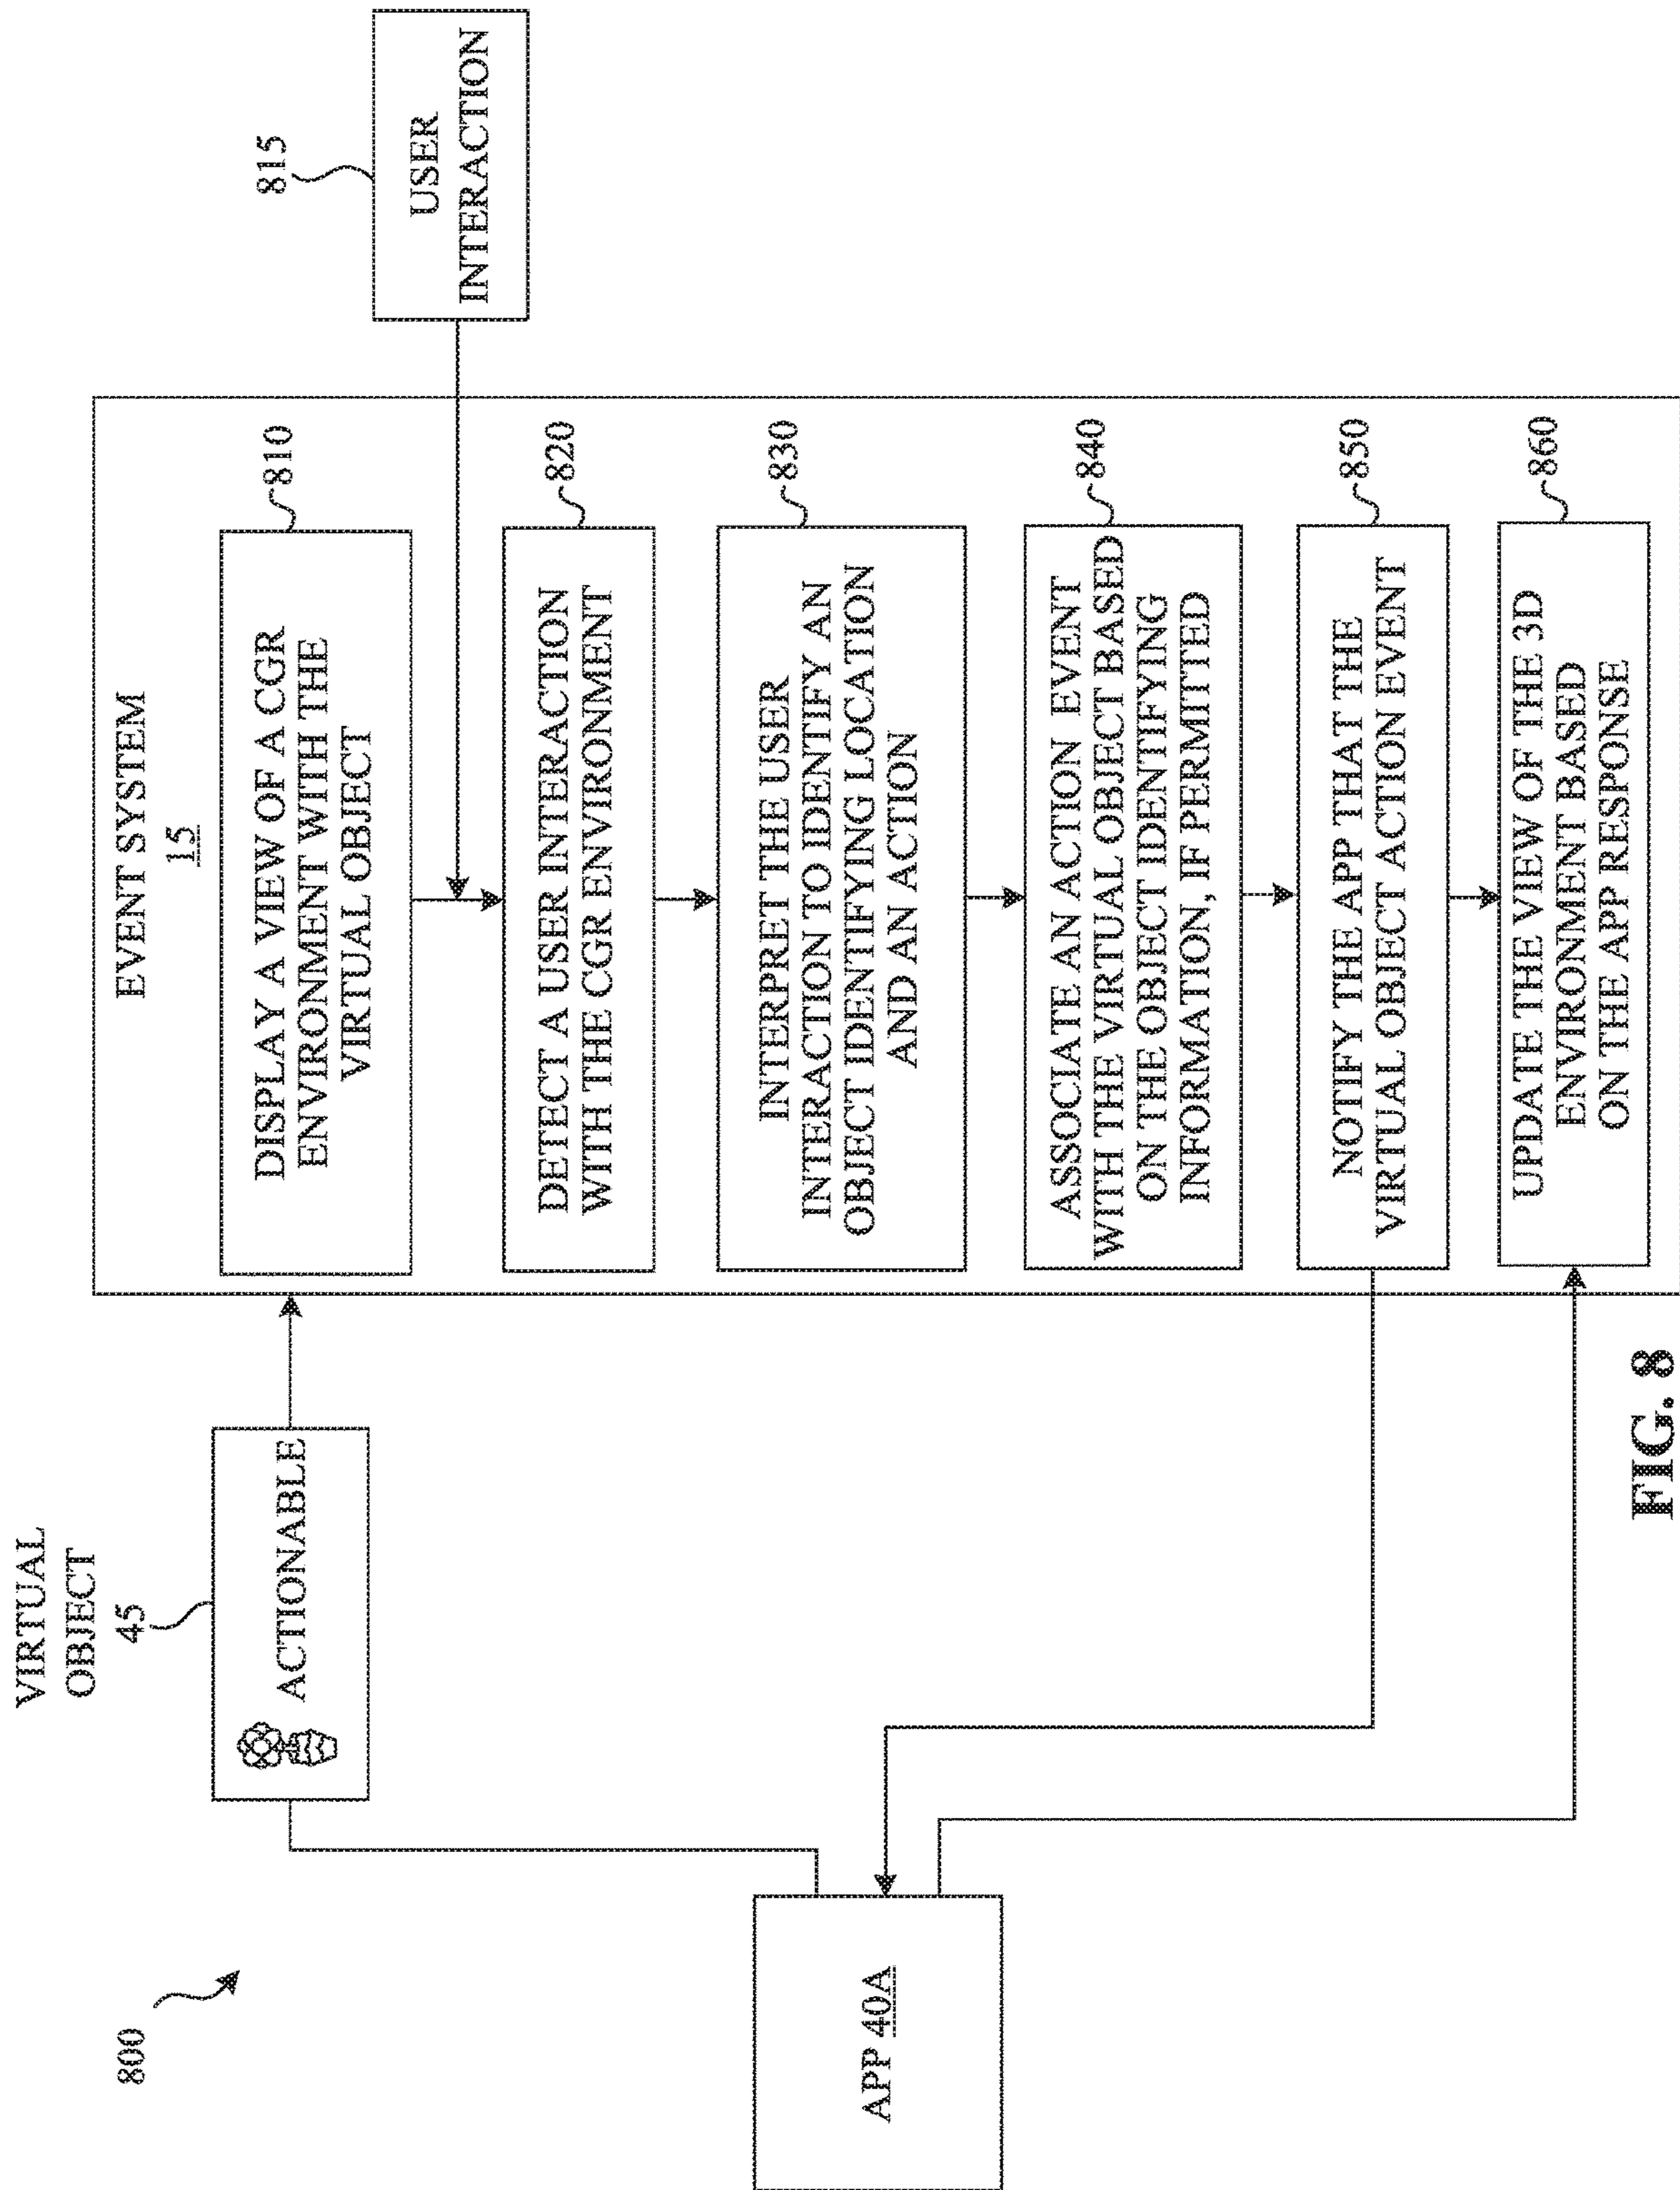 800
VIRTUAL
OBJECT
45
ACTIONABLE
APP 40A
EVENT SYSTEM
15
DISPLAY A VIEW OF A CGR
ENVIRONMENT WITH THE
VIRTUAL OBJECT
810
815
USER
INTERACTION
DETECT A USER INTERACTION
WITH THE CGR ENVIRONMENT
820
INTERPRET THE USER
INTERACTION TO IDENTIFY AN
OBJECT IDENTIFYING LOCATION
AND AN ACTION
830
ASSOCIATE AN ACTION EVENT
WITH THE VIRTUAL OBJECT BASED
ON THE OBJECT IDENTIFYING
INFORMATION, IF PERMITTED
840
NOTIFY THE APP THAT THE
VIRTUAL OBJECT ACTION EVENT
850
UPDATE THE VIEW OF THE 3D
ENVIRONMENT BASED
ON THE APP RESPONSE
860
FIG. 8